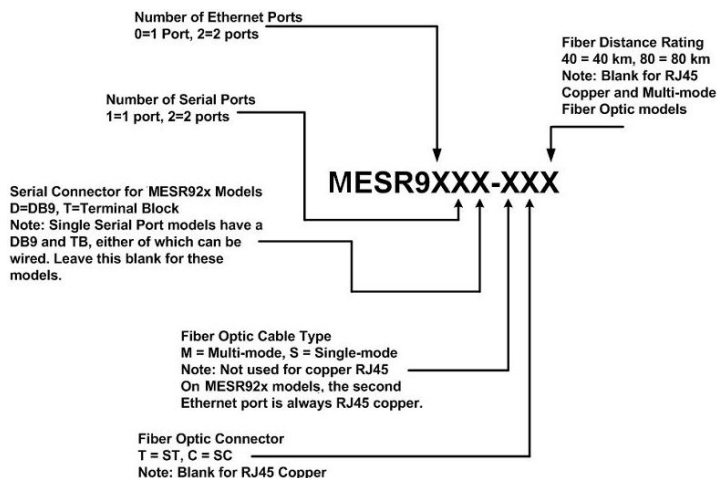 Number of Ethernet Ports
0=1 Port, 2=2 ports
Fiber Distance Rating
40 = 40 km, 80 = 80 km
Note: Blank for RJ45
Copper and Multi-mode
Fiber Optic models
Number of Serial Ports
1=1 port, 2=2 ports
MESR9XXX-XXX
Serial Connector for MESR92x Models
D=DB9, T=Terminal Block
Note: Single Serial Port models have a
DB9 and TB, either of which can be
wired. Leave this blank for these
models.
Fiber Optic Cable Type
M = Multi-mode, S = Single-mode
Note: Not used for copper RJ45
On MESR92x models, the second
Ethernet port is always RJ45 copper.
Fiber Optic Connector
T = ST, C = SC
Note: Blank for RJ45 Copper